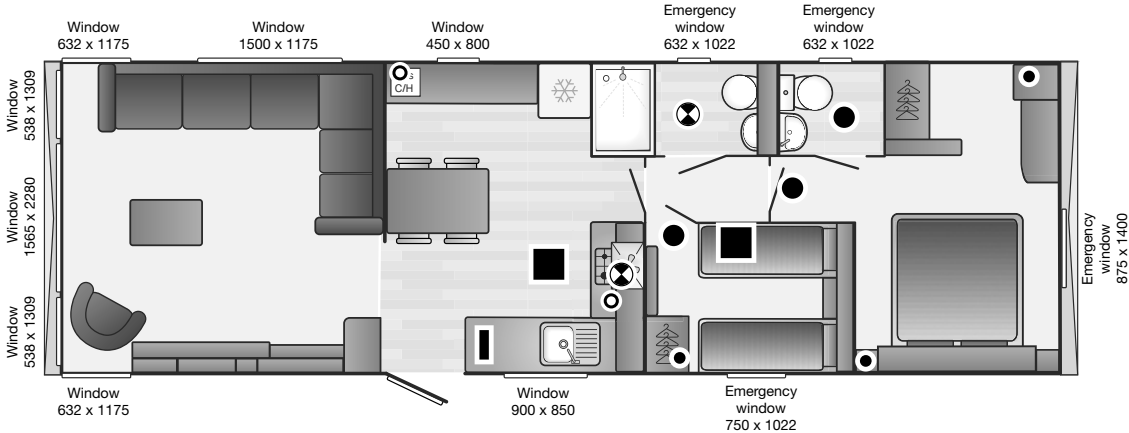 Window
632 x 1175
Window
1500 x 1175
Window
450 x 800
Emergency
window
632 x 1022
Emergency
window
632 x 1022
Window
538 x 1309
Window
1565 x 2280
Window
538 x 1309
C/H
Emergency
window
875 x 1400
Window
632 x 1175
Window
900 x 850
Emergency
window
750 x 1022